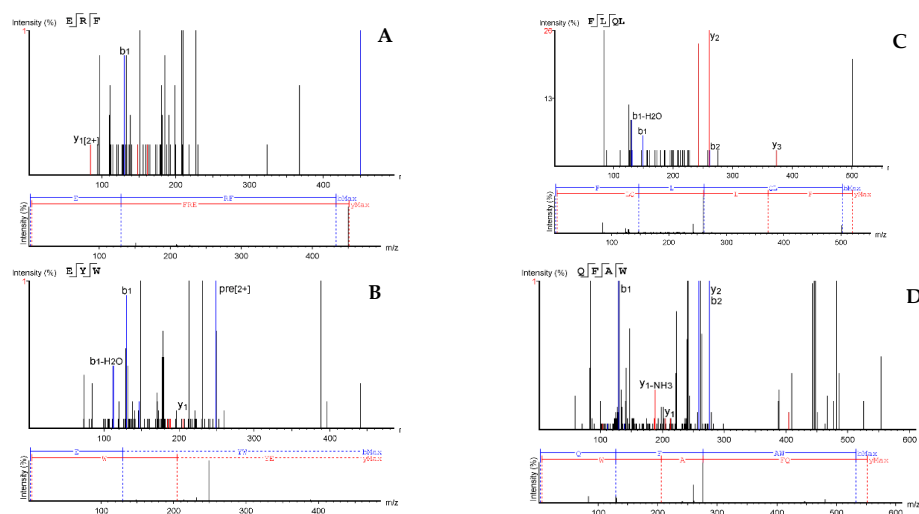 Intensity (%) E R F
A
1
b1
y1[2+]
100 200 300 400
r
E RF bMax
FRE yMax
Intensity (%)
100 200 300 400 m/z
Intensity (%) E Y W
B
1
b1
pre[2+]
b1-H2O
y1
100 200 300 400
r
E YW bMax
W YE yMax
Intensity (%)
100 200 300 400 m/z
Intensity (%) F L QL
C
13
y2
b1-H2O
b1
b2
y3
100 200 300 400 500
F L QL bMax
L F yMax
Intensity (%)
100 200 300 400 500 m/z
Intensity (%) Q F A W
D
1
b1
y2
b2
y1-NH3
y1
100 200 300 400 500 600
r
Q F AW bMax
W A FQ yMax
Intensity (%)
100 200 300 400 500 600 m/z